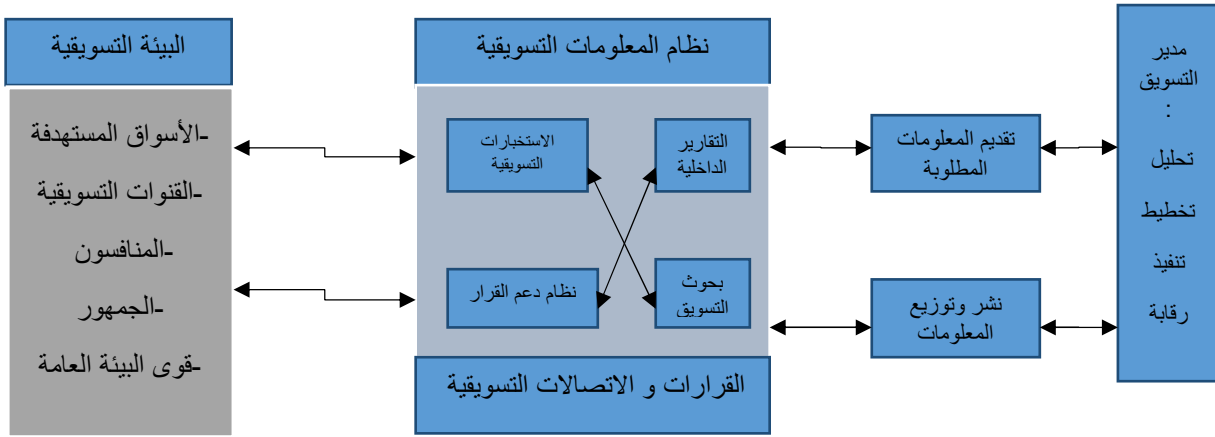 مدير
التسويق
:
تحليل
تخطيط
تنفيذ
رقابة
تقديم المعلومات
المطلوبة
نشر وتوزيع
المعلومات
نظام المعلومات التسويقية
التقارير
الداخلية
الاستخبارات
التسويقية
بحوث
التسويق
نظام دعم القرار
القرارات و الاتصالات التسويقية
البيئة التسويقية
-الأسواق المستهدفة
-القنوات التسويقية
-المنافسون
-الجمهور
-قوى البيئة العامة